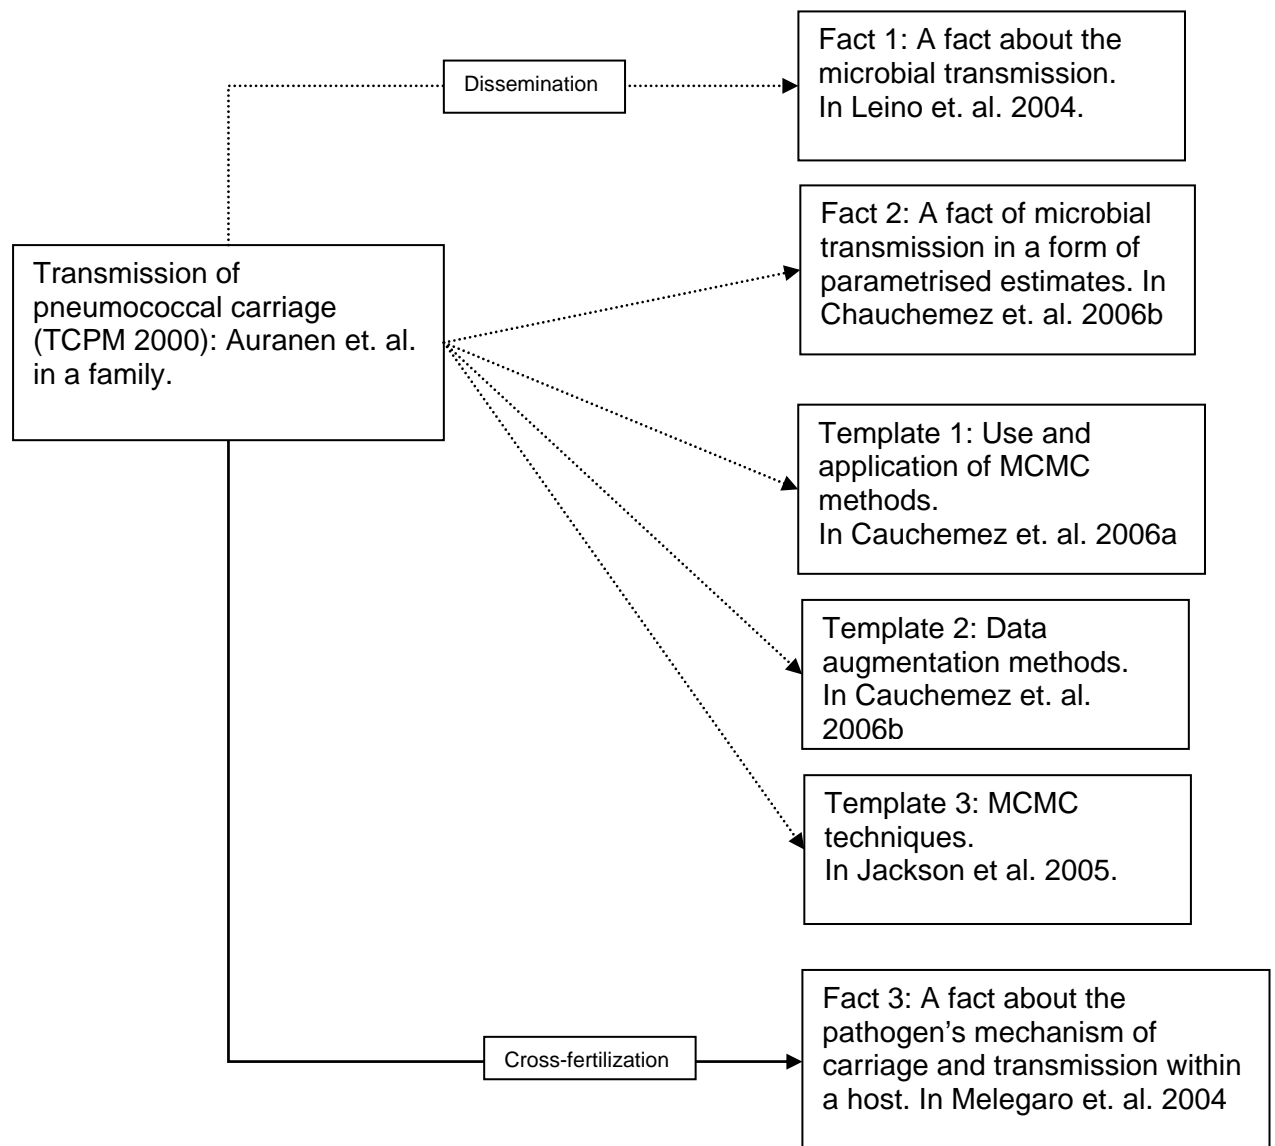 Transmission of
pneumococcal carriage
(TCPM 2000): Auranen et. al.
in a family.
Dissemination
Fact 1: A fact about the
microbial transmission.
In Leino et. al. 2004.
Fact 2: A fact of microbial
transmission in a form of
parametrised estimates. In
Chauchemez et. al. 2006b
Template 1: Use and
application of MCMC
methods.
In Cauchemez et. al. 2006a
Template 2: Data
augmentation methods.
In Cauchemez et. al.
2006b
Template 3: MCMC
techniques.
In Jackson et al. 2005.
Cross-fertilization
Fact 3: A fact about the
pathogen’s mechanism of
carriage and transmission within
a host. In Melegaro et. al. 2004